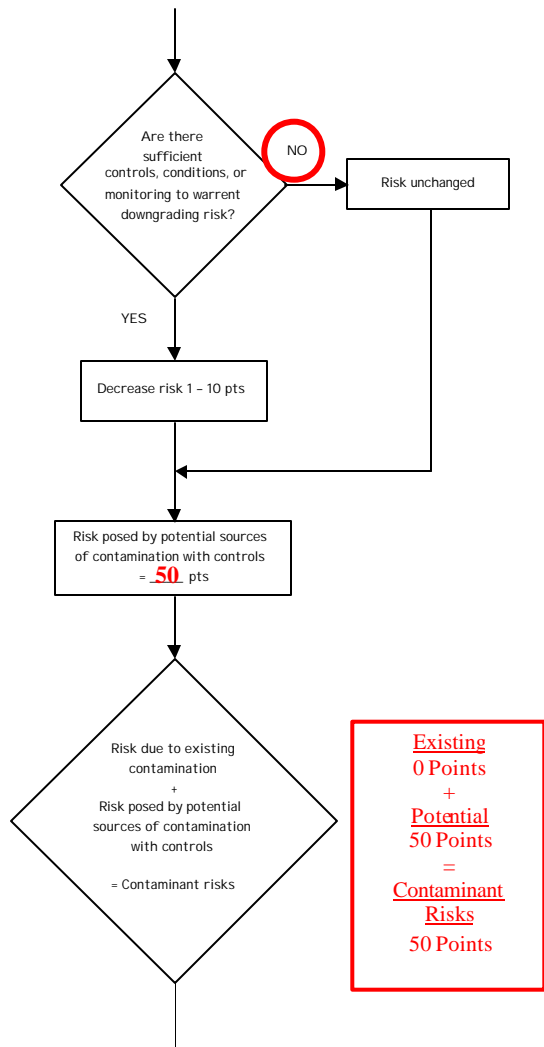 Are there
sufficient
controls, conditions, or
monitoring to warrent
downgrading risk?
NO
Risk unchanged
YES
Decrease risk 1 – 10 pts
Risk posed by potential sources
of contamination with controls
= 50 pts
Risk due to existing
contamination
+
Risk posed by potential
sources of contamination
with controls
= Contaminant risks
Existing
0 Points
+
Potential
50 Points
=
Contaminant
Risks
50 Points